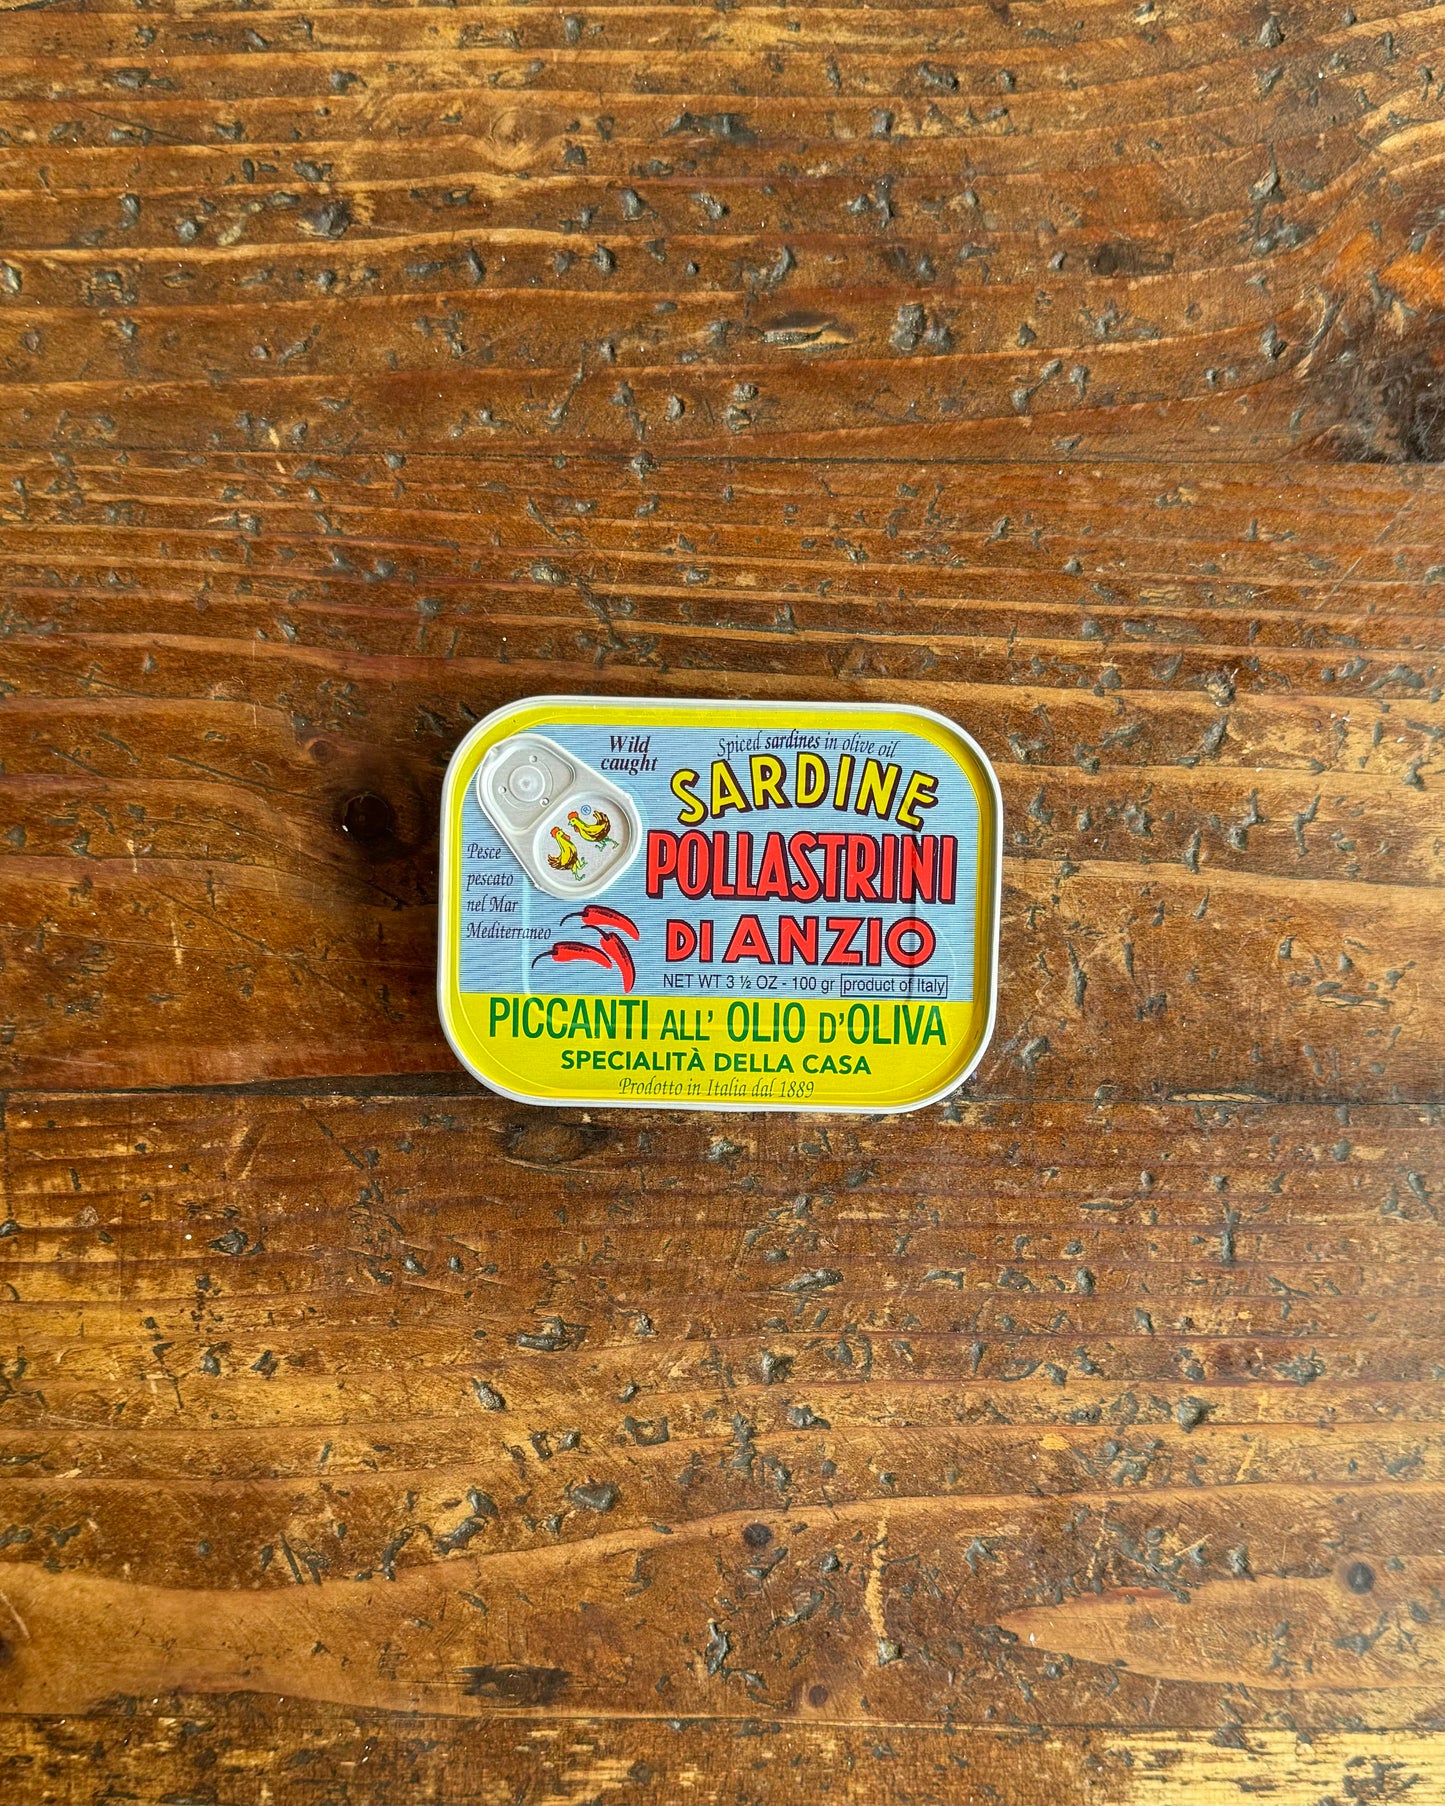 Wild
caught
Spiced sardines in olive oil
SARDINE
POLLASTRINI
DI ANZIO
Pesce
pescato
nel Mar
Mediterraneo
®
NET WT 3 ½ OZ - 100 gr product of Italy
PICCANTI ALL' OLIO D'OLIVA
SPECIALITÀ DELLA CASA
Prodotto in Italia dal 1889